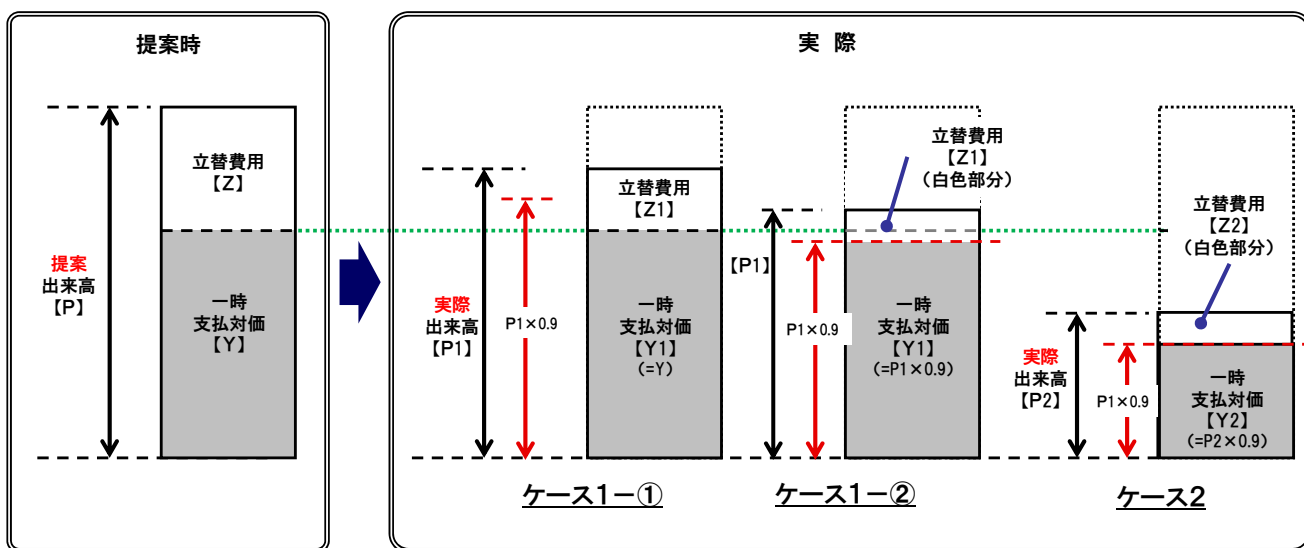 提案時
立替費用
【Z】
提案
出来高
【P】
一時
支払対価
【Y】
実 際
立替費用
【Z1】
実際
出来高
【P1】
P1×0.9
一時
支払対価
【Y1】
(=Y)
ケース1-①
立替費用
【Z1】
(白色部分)
【P1】
P1×0.9
一時
支払対価
【Y1】
(=P1×0.9)
ケース1-②
立替費用
【Z2】
(白色部分)
実際
出来高
【P2】
P1×0.9
一時
支払対価
【Y2】
(=P2×0.9)
ケース2